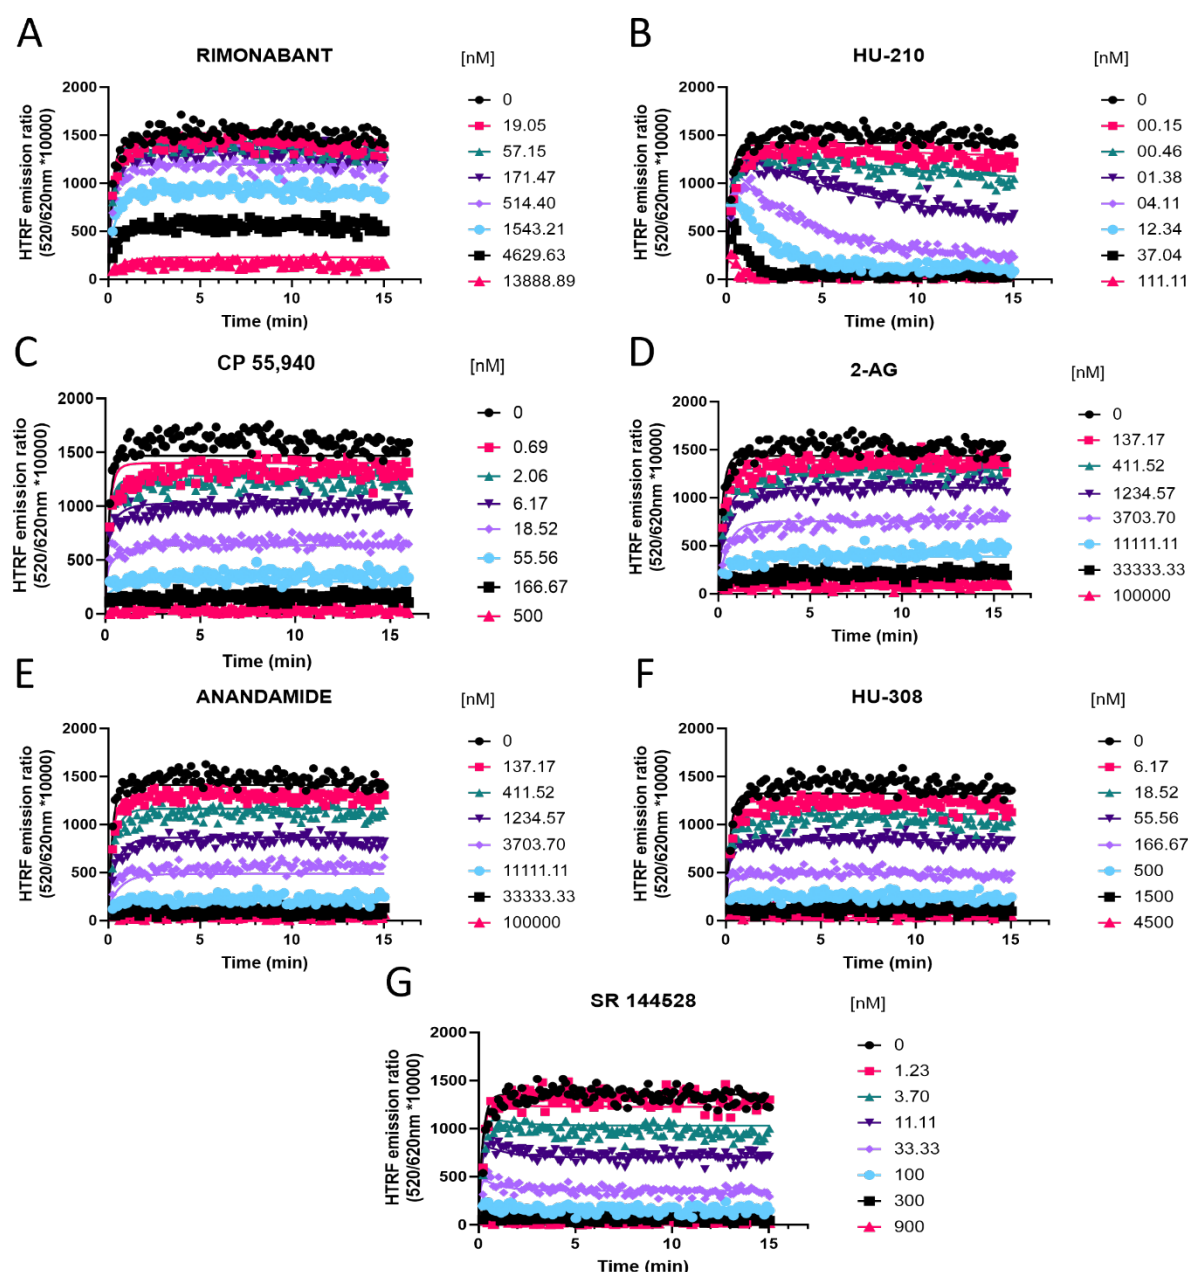 A
RIMONABANT
[nM]
HTRF emission ratio
(520/620nm *10000)
2000
1500
1000
500
0
0 5 10 15
Time (min)
0
19.05
57.15
171.47
514.40
1543.21
4629.63
13888.89
B
HU-210
[nM]
HTRF emission ratio
(520/620nm *10000)
2000
1500
1000
500
0
0 5 10 15
Time (min)
0
00.15
00.46
01.38
04.11
12.34
37.04
111.11
C
CP 55,940
[nM]
HTRF emission ratio
(520/620nm *10000)
2000
1500
1000
500
0
0 5 10 15
Time (min)
0
0.69
2.06
6.17
18.52
55.56
166.67
500
D
2-AG
[nM]
HTRF emission ratio
(520/620nm *10000)
2000
1500
1000
500
0
0 5 10 15
Time (min)
0
137.17
411.52
1234.57
3703.70
11111.11
33333.33
100000
E
ANANDAMIDE
[nM]
HTRF emission ratio
(520/620nm *10000)
2000
1500
1000
500
0
0 5 10 15
Time (min)
0
137.17
411.52
1234.57
3703.70
11111.11
33333.33
100000
F
HU-308
[nM]
HTRF emission ratio
(520/620nm *10000)
2000
1500
1000
500
0
0 5 10 15
Time (min)
0
6.17
18.52
55.56
166.67
500
1500
4500
G
SR 144528
[nM]
HTRF emission ratio
(520/620nm *10000)
2000
1500
1000
500
0
0 5 10 15
Time (min)
0
1.23
3.70
11.11
33.33
100
300
900